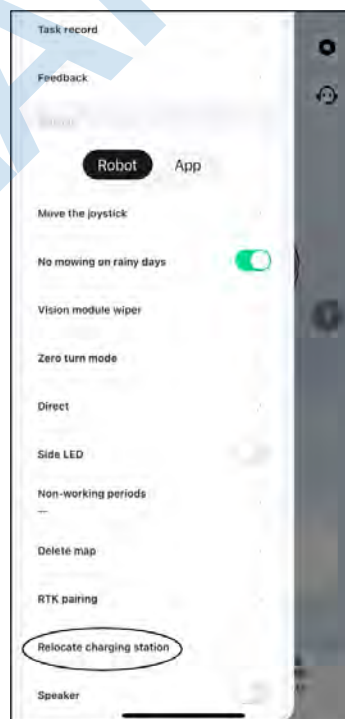 Task record
Feedback
Robot App
Move the joystick
No mowing on rainy days
Vision module wiper
Zero turn mode
Direct
Side LED
Non-working periods
Delete map
RTK pairing
Relocate charging station
Speaker